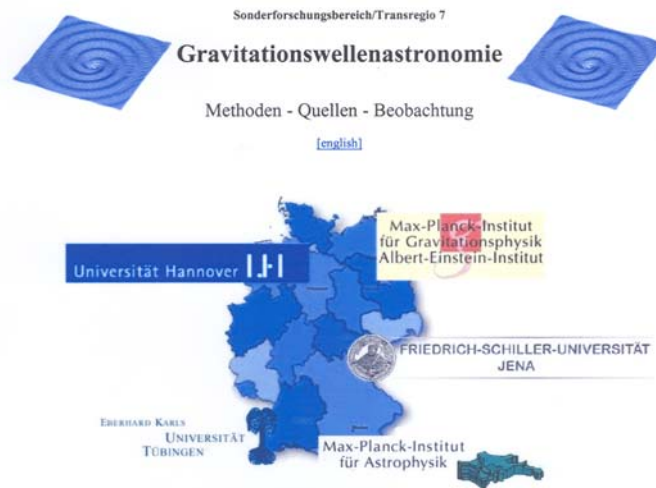 Sonderforschungsbereich/Transregio 7
Gravitationswellenastronomie
Methoden - Quellen - Beobachtung
[english]
Max-Planck-Institut
für Gravitationsphysik
Albert-Einstein-Institut
Universität Hannover
FRIEDRICH-SCHILLER-UNIVERSITÄT
JENA
EBERHARD KARLS
UNIVERSITÄT
TÜBINGEN
Max-Planck-Institut
für Astrophysik